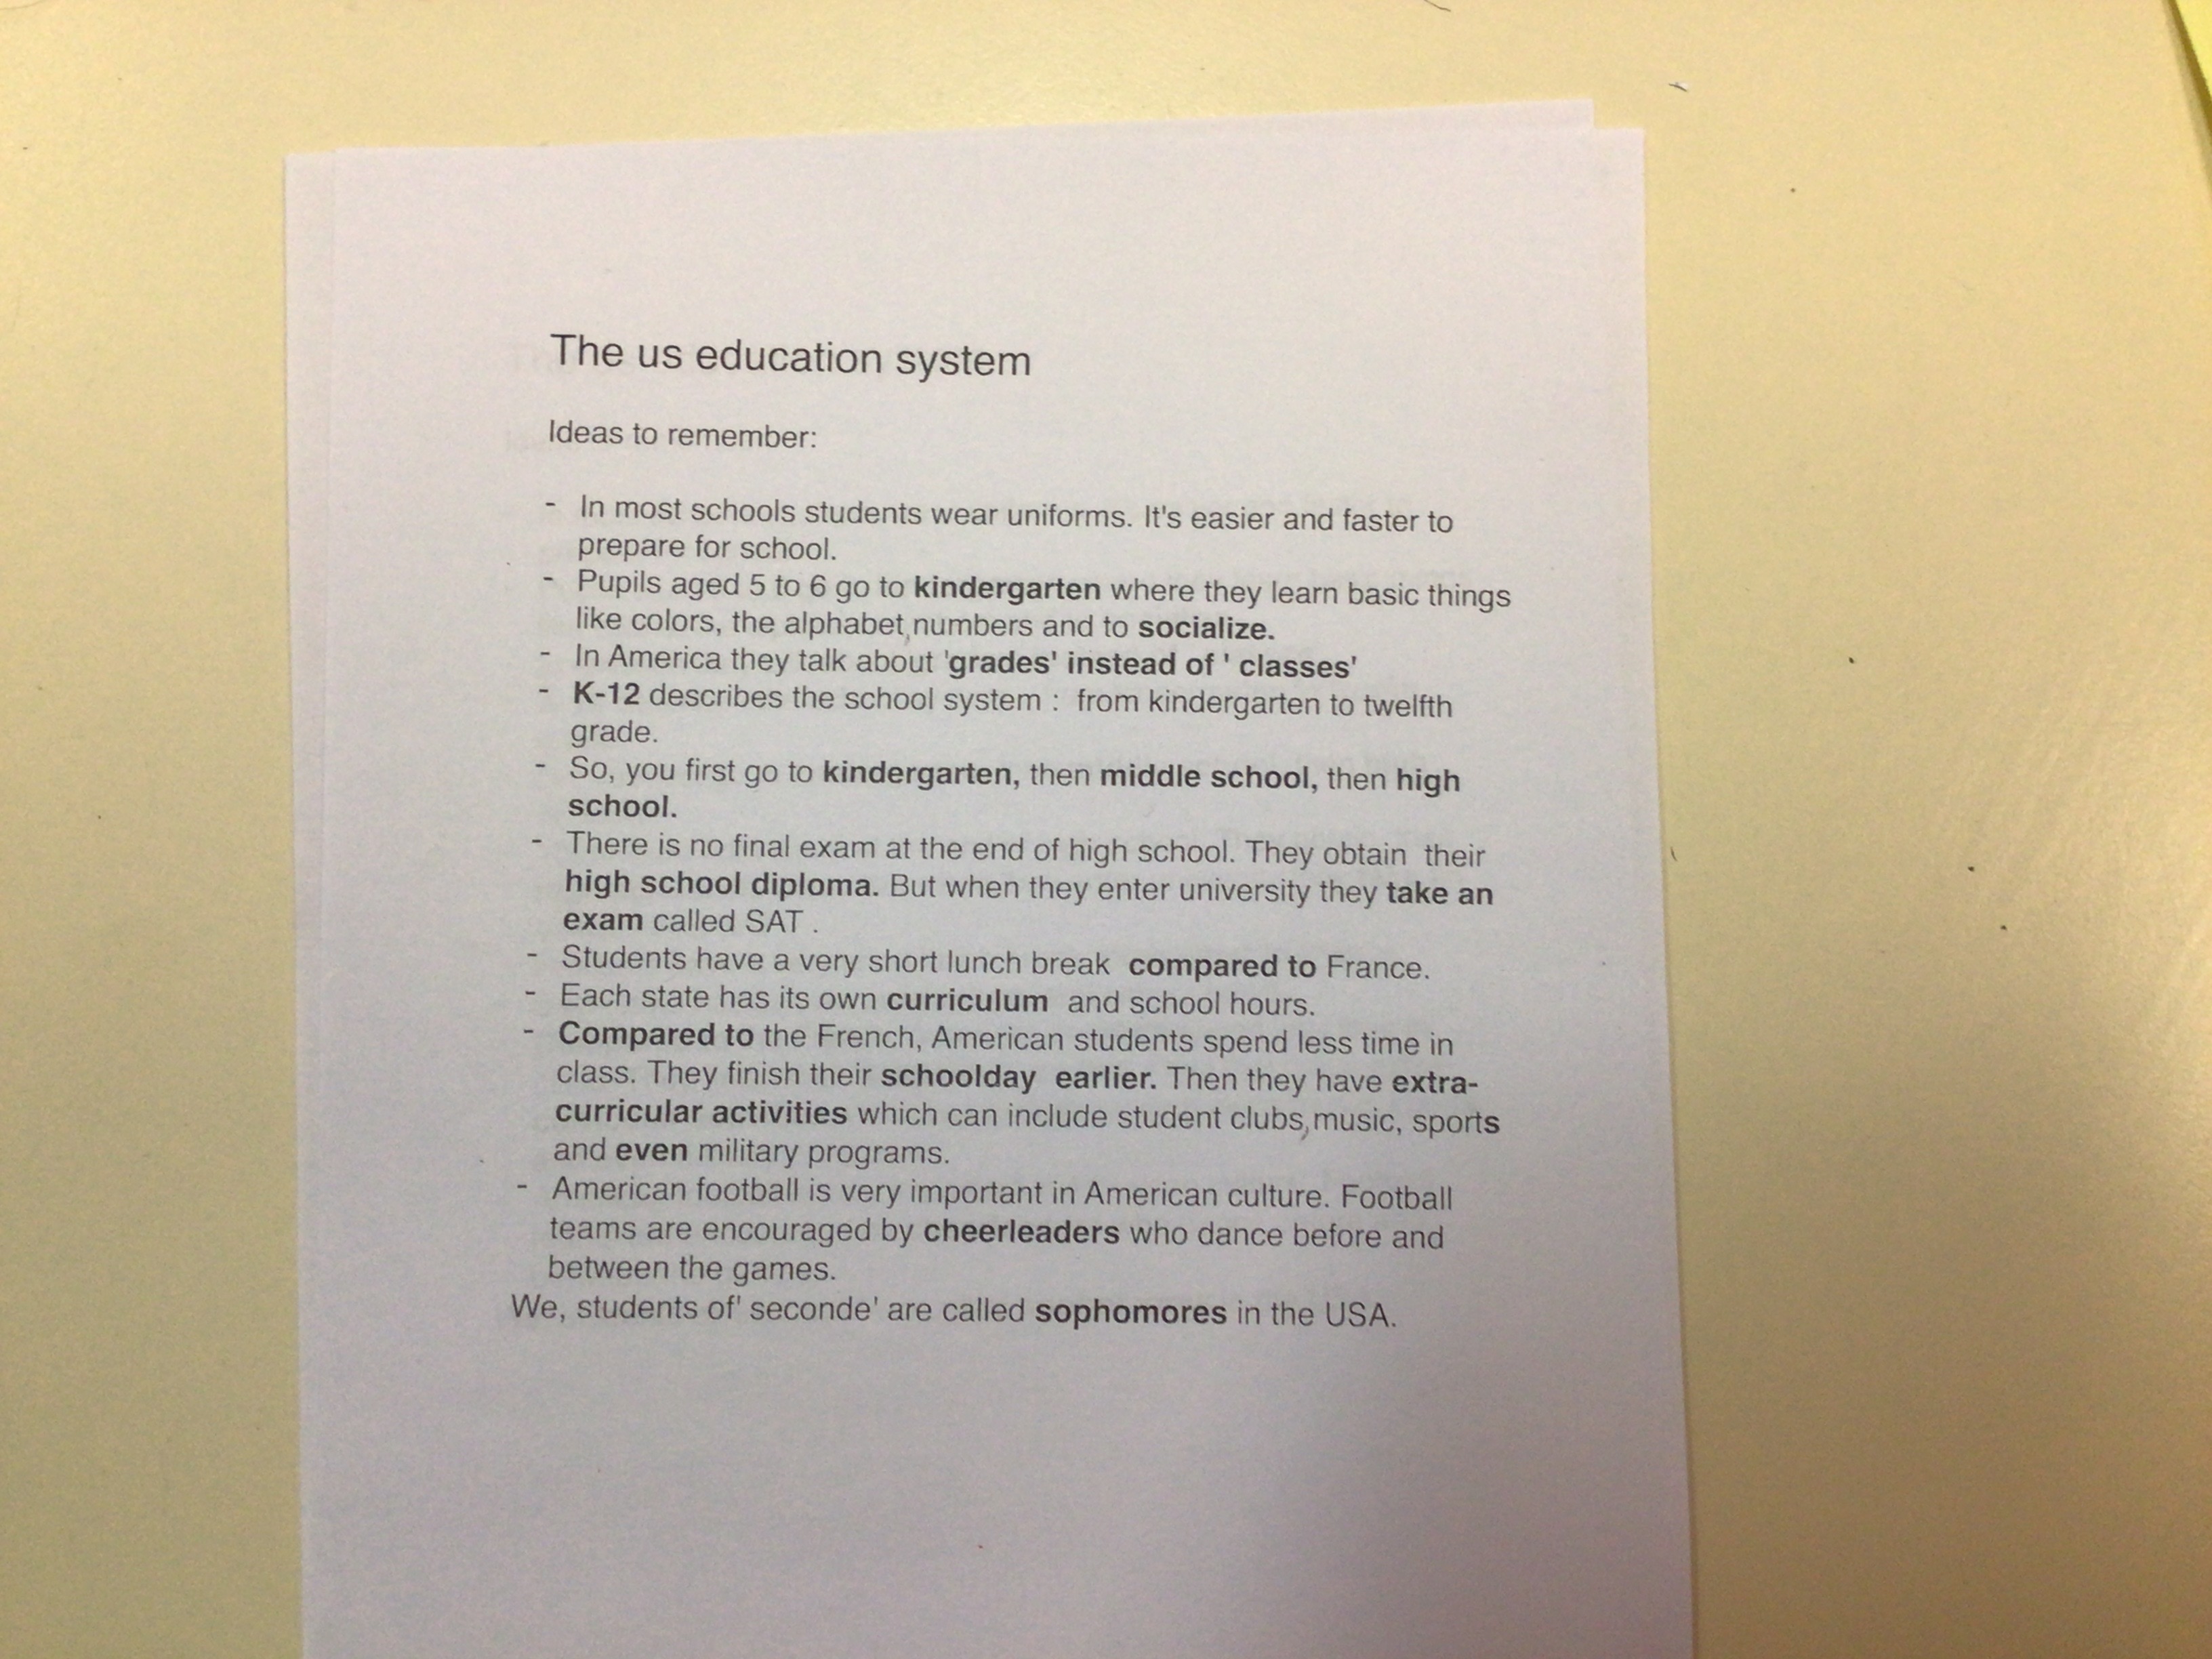 The us education system
Ideas to remember:
- In most schools students wear uniforms. It's easier and faster to
prepare for school.
- Pupils aged 5 to 6 go to kindergarten where they learn basic things
like colors, the alphabet,numbers and to socialize.
- In America they talk about 'grades' instead of ' classes'
- K-12 describes the school system :  from kindergarten to twelfth
grade.
- So, you first go to kindergarten, then middle school, then high
school.
- There is no final exam at the end of high school. They obtain  their
high school diploma. But when they enter university they take an
exam called SAT .
- Students have a very short lunch break  compared to France.
- Each state has its own curriculum  and school hours.
- Compared to the French, American students spend less time in
class. They finish their schoolday  earlier. Then they have extra-
curricular activities which can include student clubs,music, sports
and even military programs.
- American football is very important in American culture. Football
teams are encouraged by cheerleaders who dance before and
between the games.
We, students of' seconde' are called sophomores in the USA.